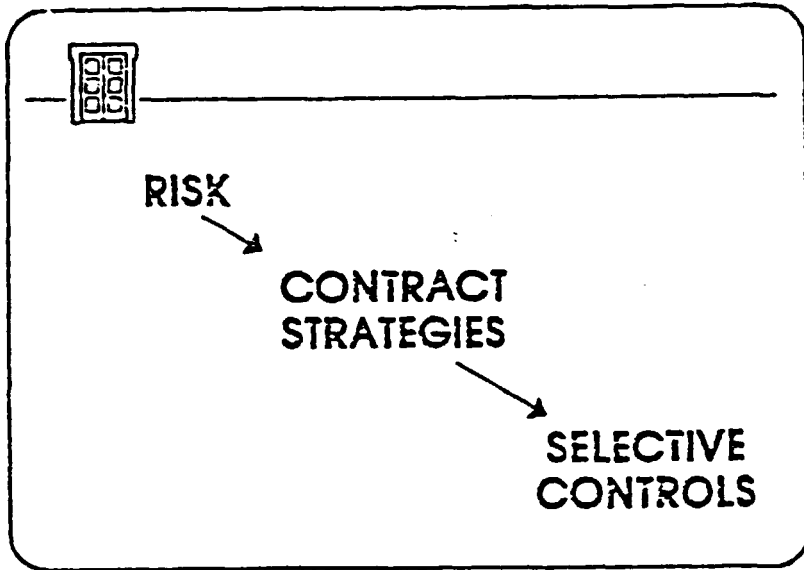 RISK
CONTRACT
STRATEGIES
SELECTIVE
CONTROLS